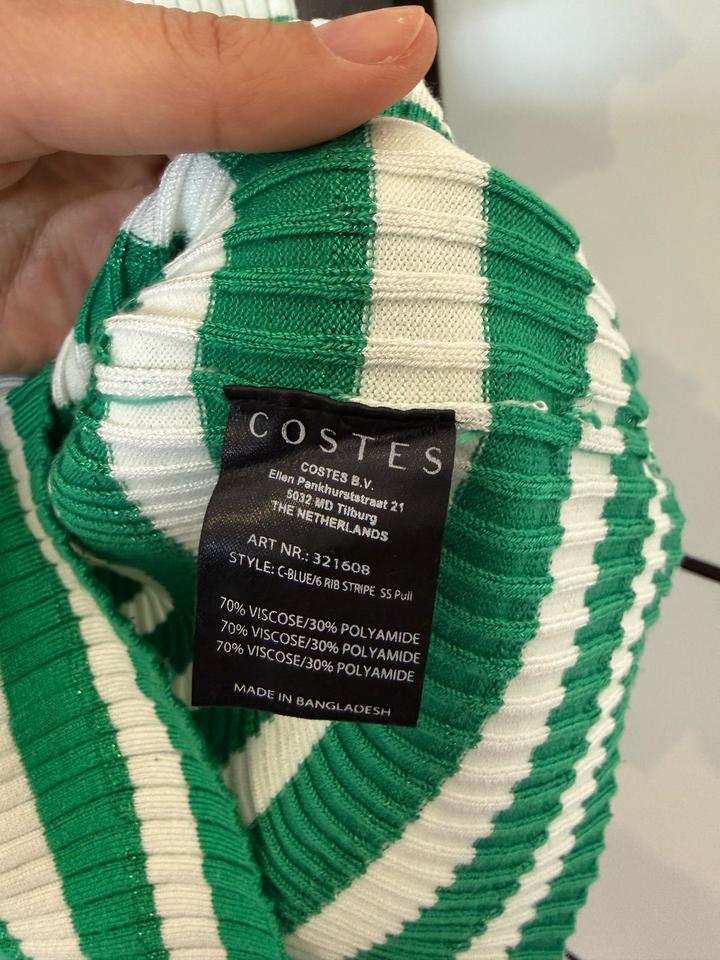 COSTES
COSTES B.V.
Ellen Pankhurststraat 21
5032 MD Tilburg
THE NETHERLANDS
ART NR.: 321608
STYLE: C-BLUE/6 RIB STRIPE SS Pull
70% VISCOSE/30% POLYAMIDE
70% VISCOSE/30% POLYAMIDE
70% VISCOSE/30% POLYAMIDE
MADE IN BANGLADESH